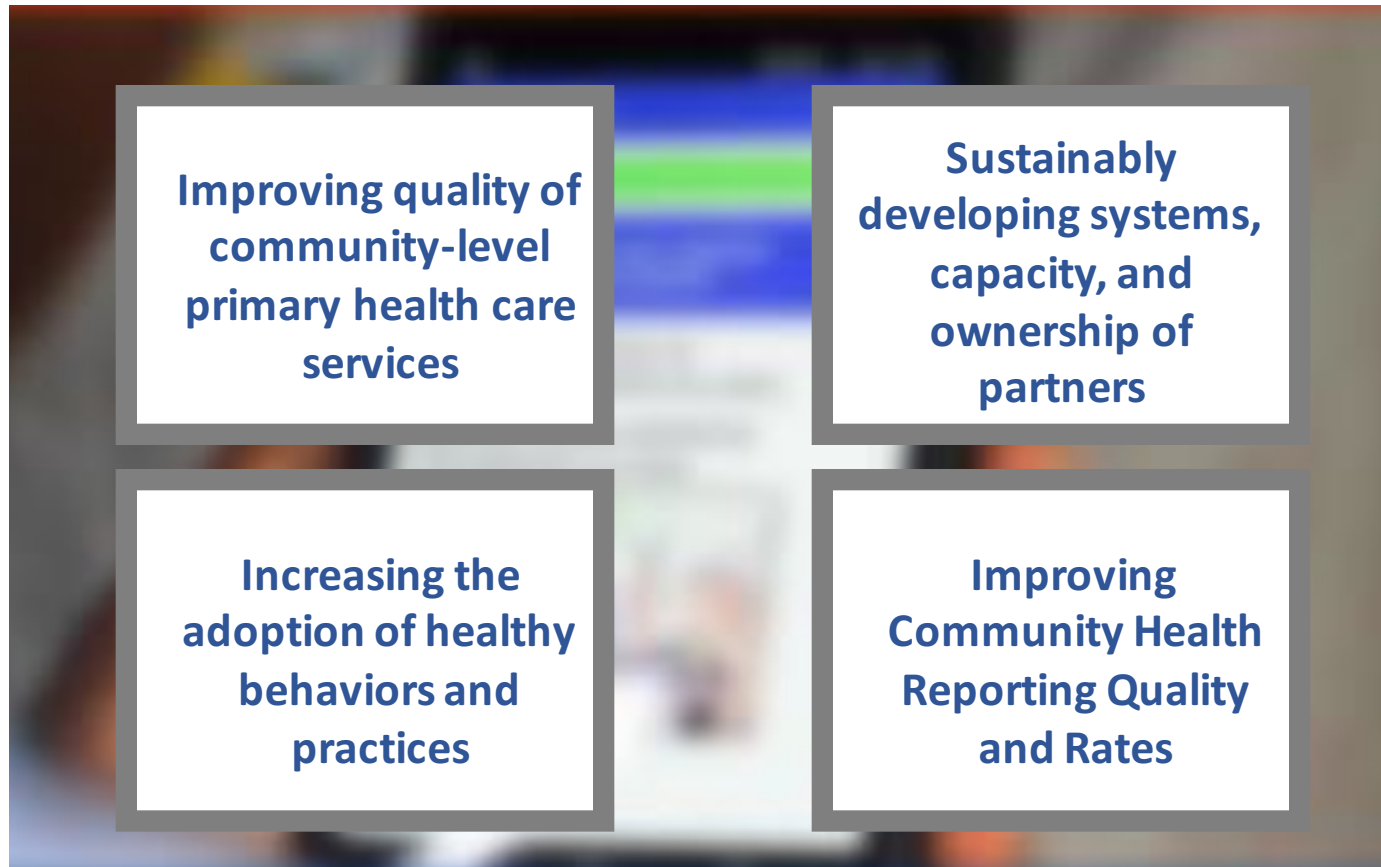 Improving quality of
community-level
primary health care
services
Sustainably
developing systems,
capacity, and
ownership of
partners
Increasing the
adoption of healthy
behaviors and
practices
Improving
Community Health
Reporting Quality
and Rates